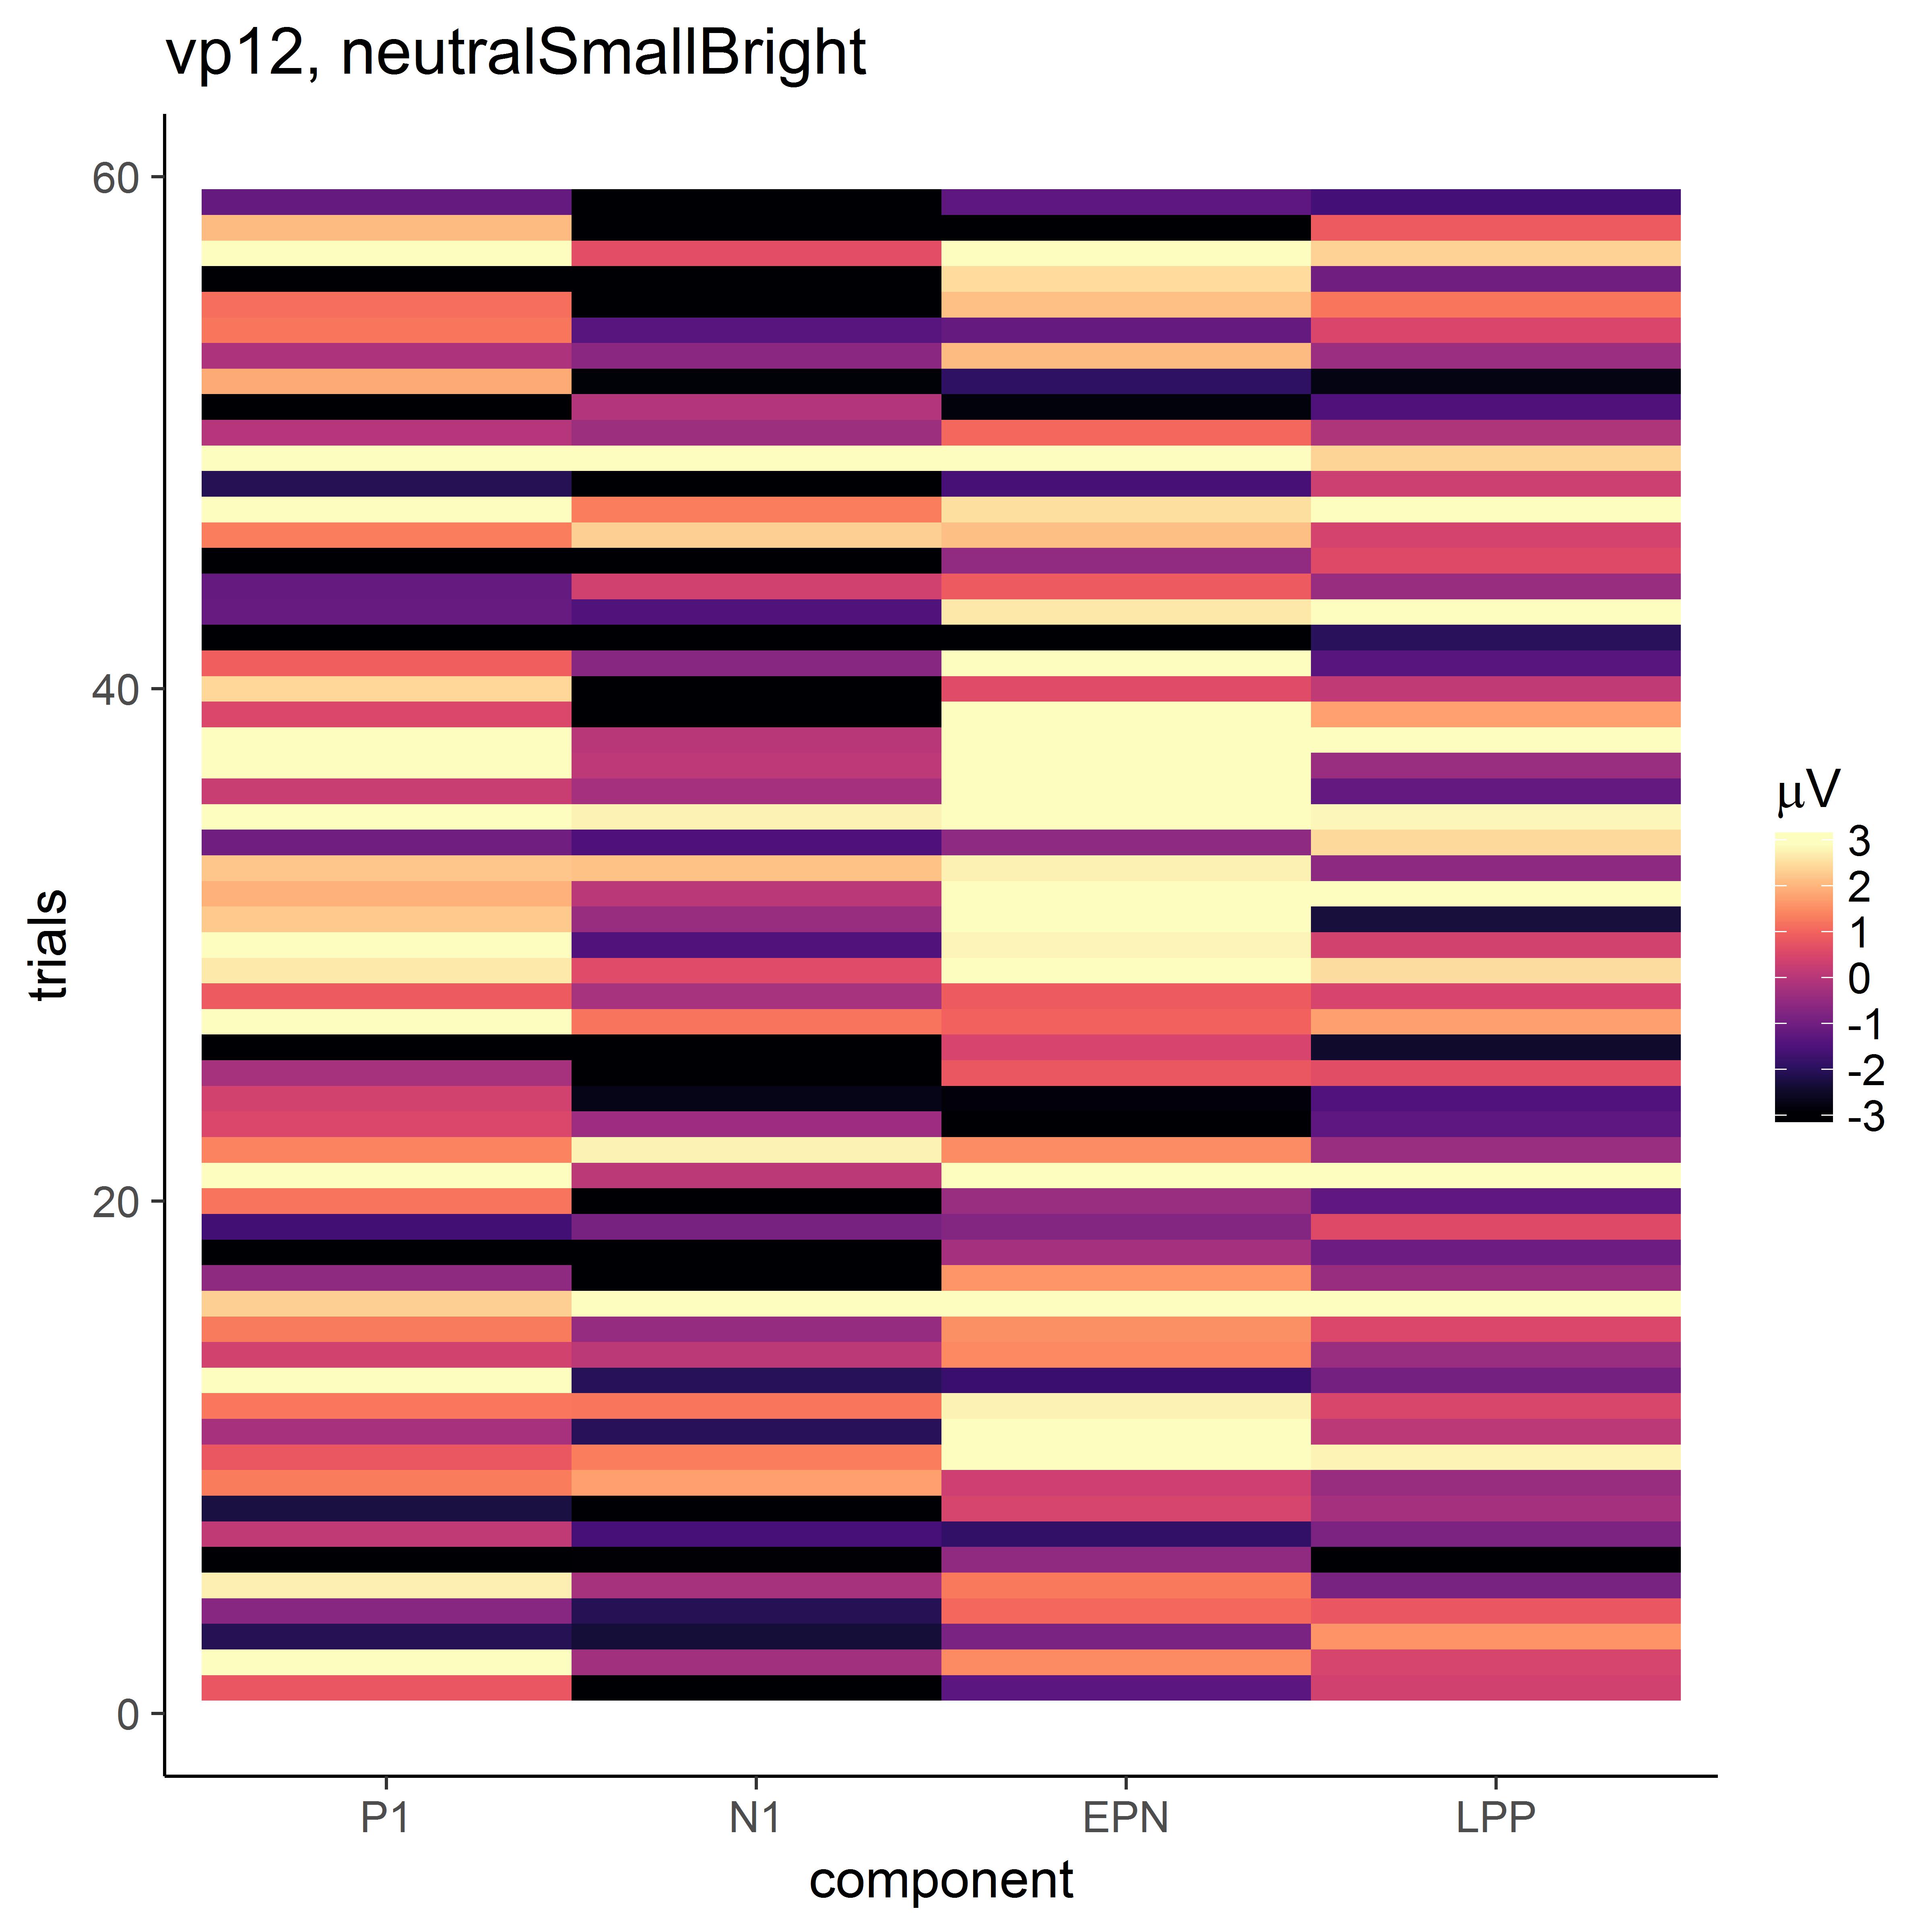 vp12, neutralSmallBright
60
40
20
0
trials
P1 N1 EPN LPP
component
μV
3
2
1
0
-1
-2
-3